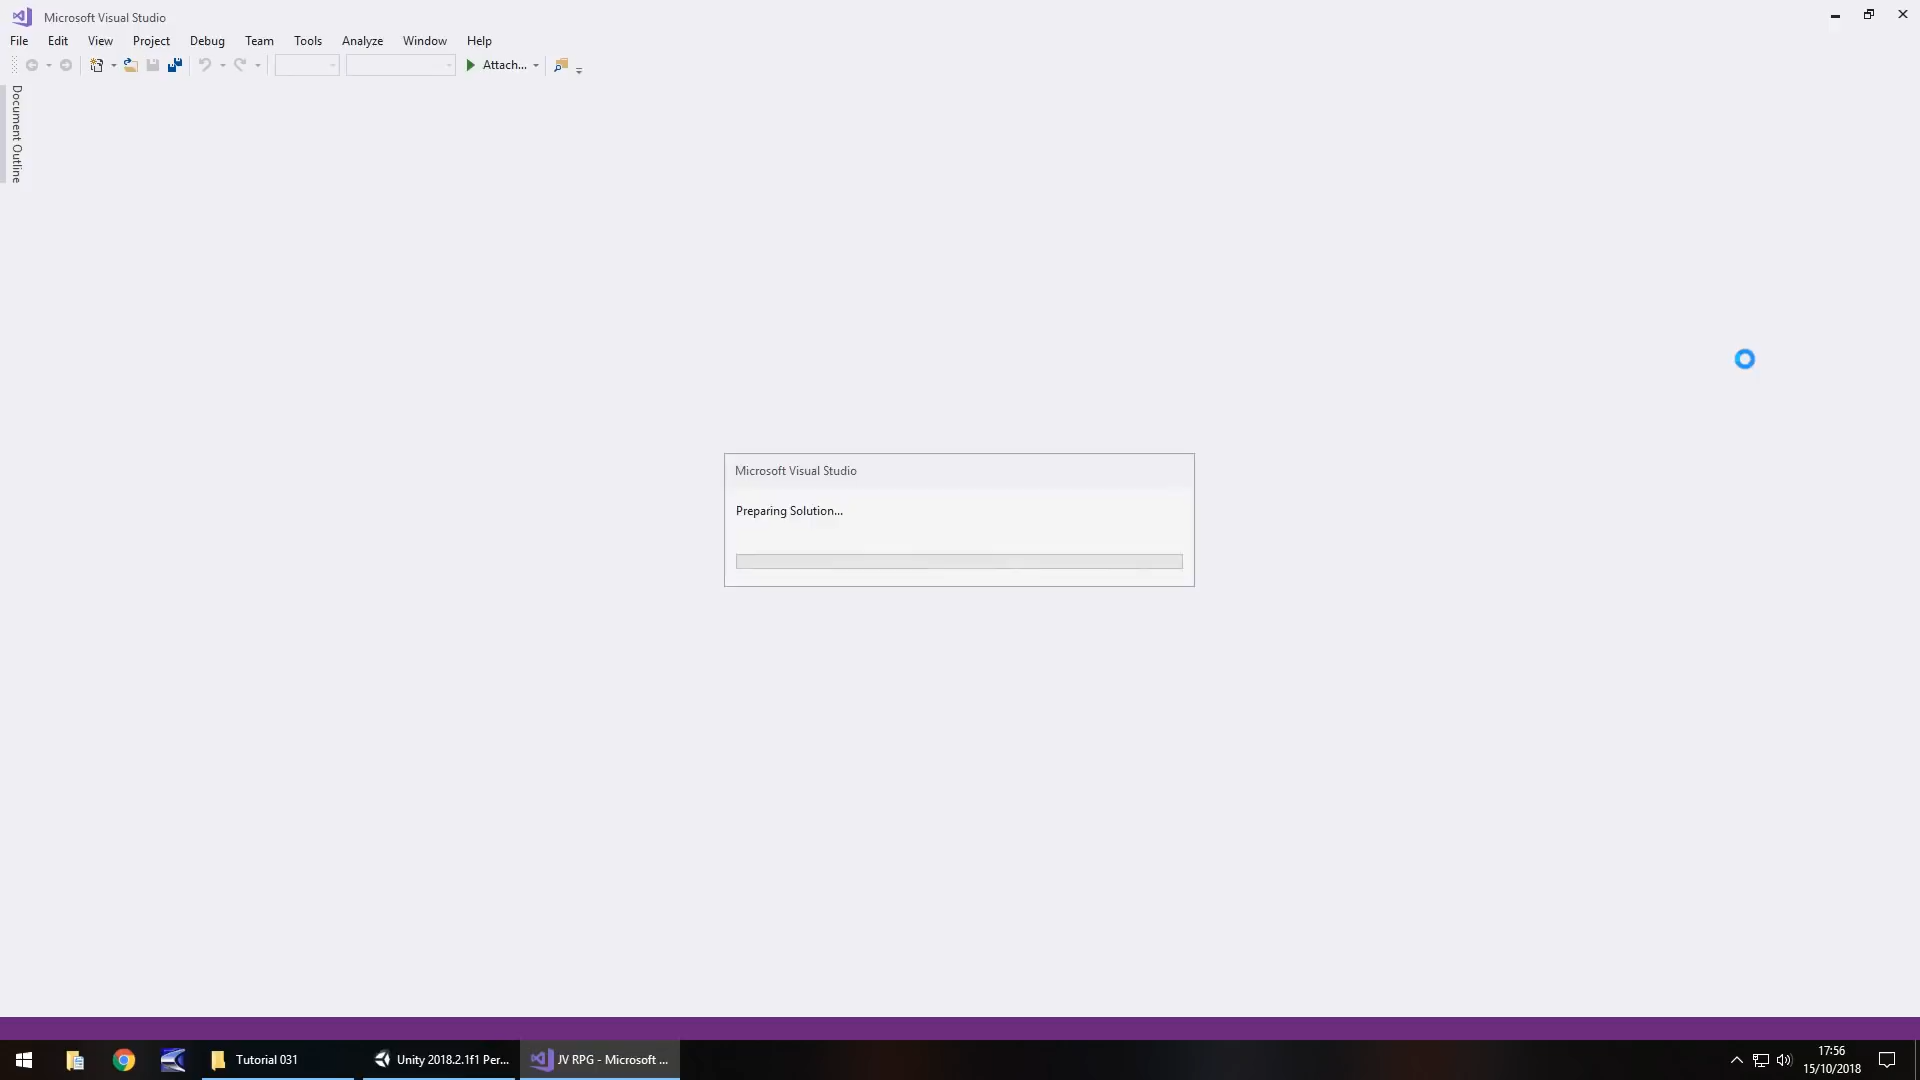 Microsoft Visual Studio
File Edit View Project Debug Team Tools Analyze Window Help
Attach...
Document Outline
Microsoft Visual Studio
Preparing Solution...
Tutorial 031
Unity 2018.2.1f1 Per...
JV RPG - Microsoft ...
17:56
15/10/2018